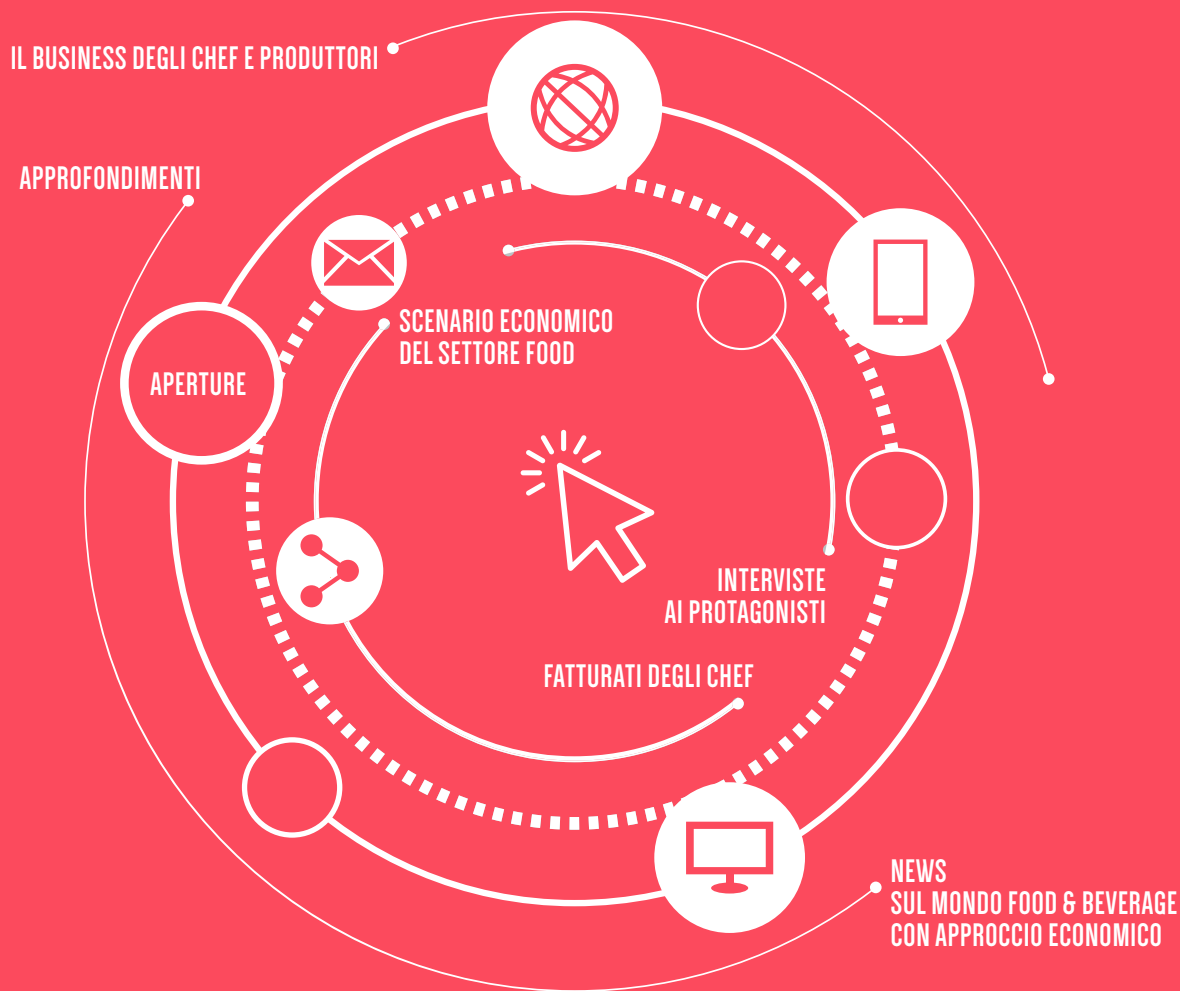 IL BUSINESS DEGLI CHEF E PRODUTTORI
APPROFONDIMENTI
SCENARIO ECONOMICO
DEL SETTORE FOOD
APERTURE
INTERVISTE
AI PROTAGONISTI
FATTURATI DEGLI CHEF
NEWS
SUL MONDO FOOD & BEVERAGE
CON APPROCCIO ECONOMICO